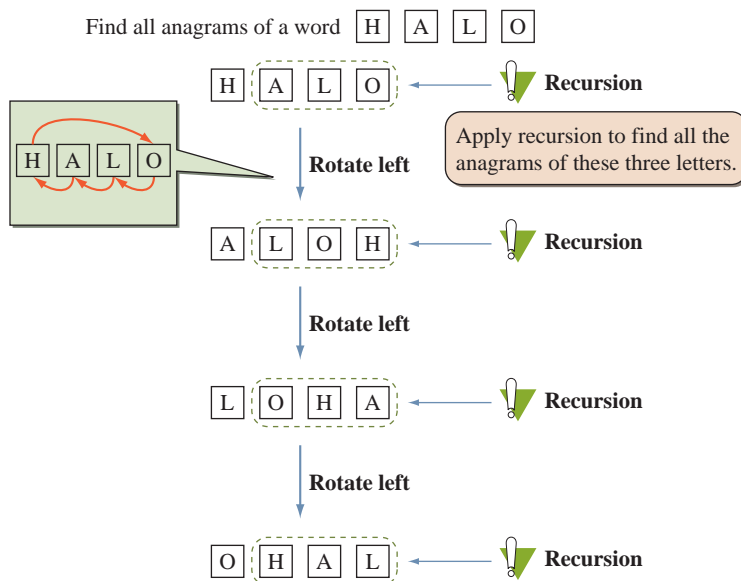 Find all anagrams of a word H A L O
H A L O Recursion
Apply recursion to find all the
anagrams of these three letters.
H A L O
Rotate left
A L O H Recursion
Rotate left
L O H A Recursion
Rotate left
O H A L Recursion